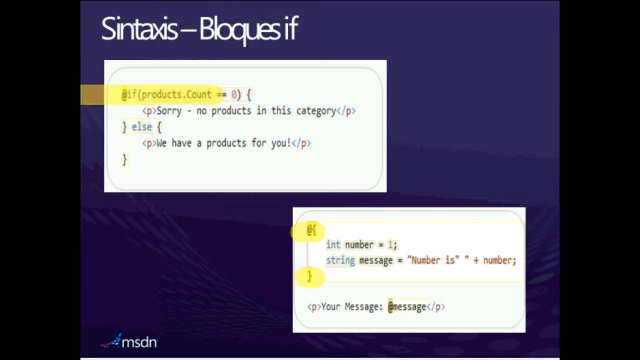 Sintaxis – Bloques if
@if(products.Count == 0) {
<p>Sorry - no products in this category</p>
} else {
<p>We have a products for you!</p>
}
@{
int number = 1;
string message = "Number is" " + number;
}
<p>Your Message: @message</p>
msdn